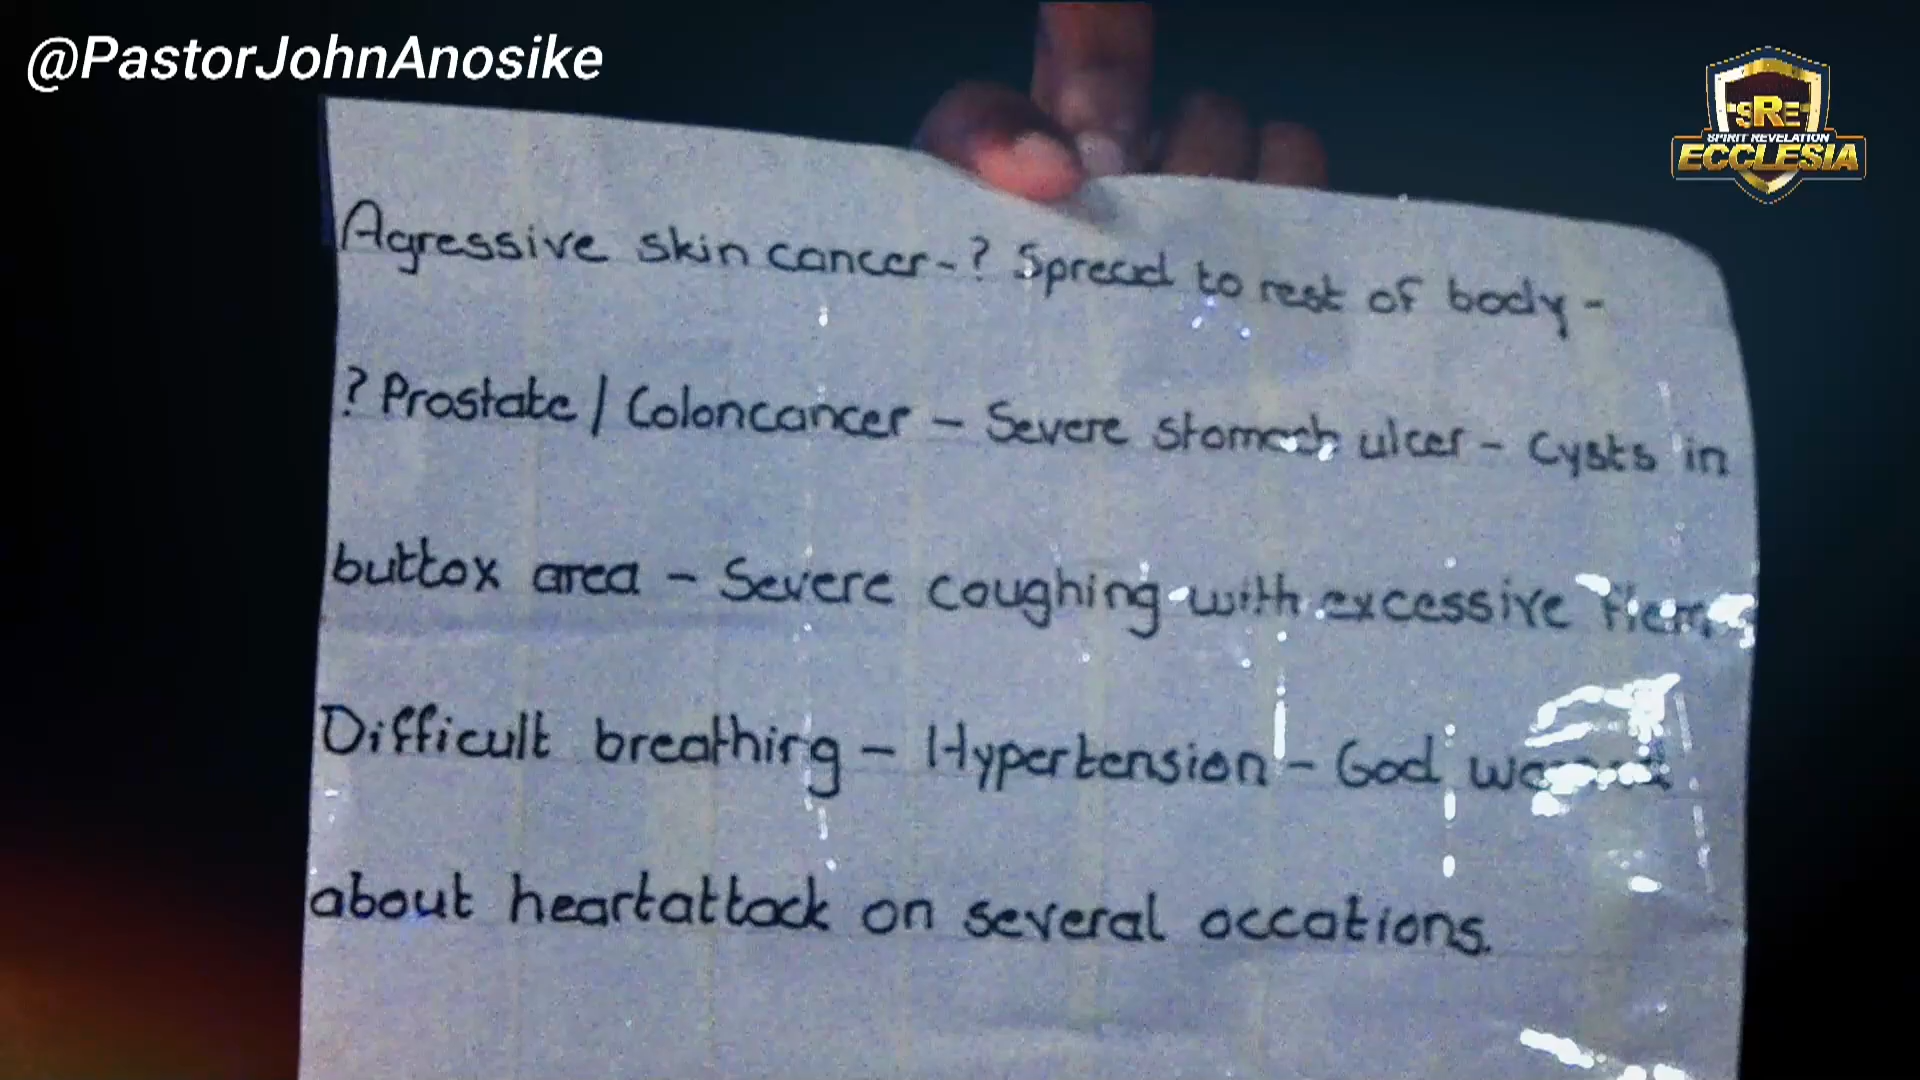 @PastorJohnAnosike
SRE
SPIRIT REVELATION
ECCLESIA
Agressive skin cancer - ? Spread to rest of body -
? Prostate / Coloncancer - Severe stomach ulcer - Cysts in
buttox area - Severe coughing with excessive
Difficult breathing - Hypertension - God
about heartattack on several occations.